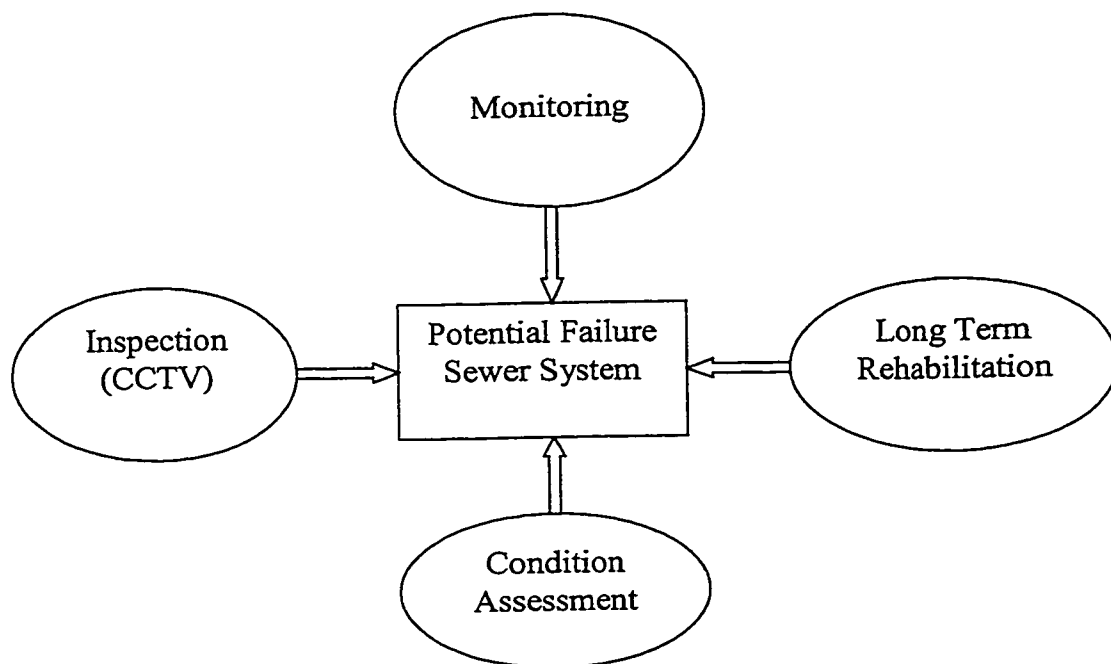 Monitoring
Inspection
(CCTV)
Potential Failure
Sewer System
Long Term
Rehabilitation
Condition
Assessment